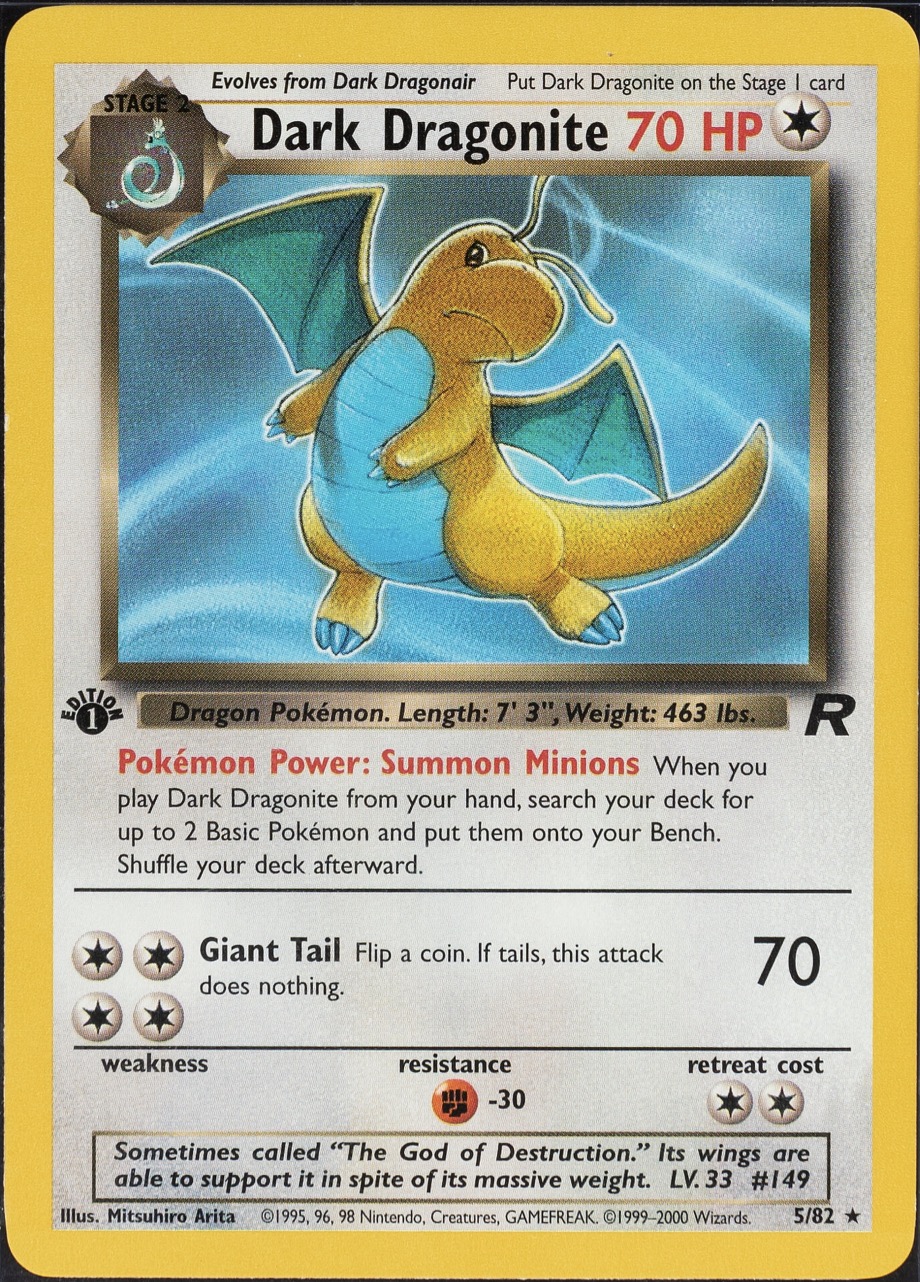 Evolves from Dark Dragonair Put Dark Dragonite on the Stage 1 card
STAGE 2
Dark Dragonite 70 HP
EDITION
1
Dragon Pokémon. Length: 7' 3", Weight: 463 lbs.
R
Pokémon Power: Summon Minions When you
play Dark Dragonite from your hand, search your deck for
up to 2 Basic Pokémon and put them onto your Bench.
Shuffle your deck afterward.
Giant Tail Flip a coin. If tails, this attack
does nothing.
70
weakness resistance retreat cost
-30
Sometimes called “The God of Destruction.” Its wings are
able to support it in spite of its massive weight. LV. 33 #149
Illus. Mitsuhiro Arita ©1995, 96, 98 Nintendo, Creatures, GAMEFREAK. ©1999–2000 Wizards. 5/82 ★